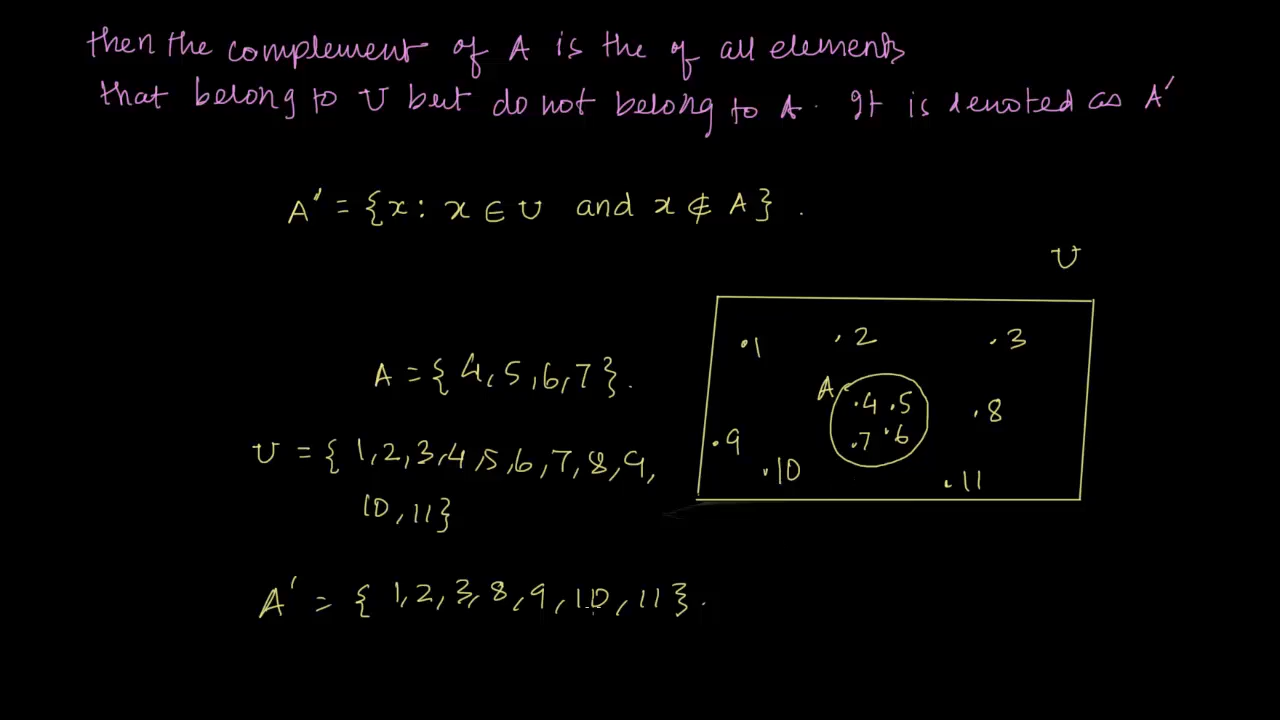 then the complement of A is the of all elements
that belong to U but do not belong to A. It is denoted as A'
A' = {x : x ∈ U and x ∉ A}.
U
.1 .2 .3
A = {4,5,6,7}.
A .4 .5 .8
.9 .7 .6
U = { 1,2,3,4,5,6,7,8,9,
.10 .11
10,11}
A' = { 1,2,3,8,9,10,11}.